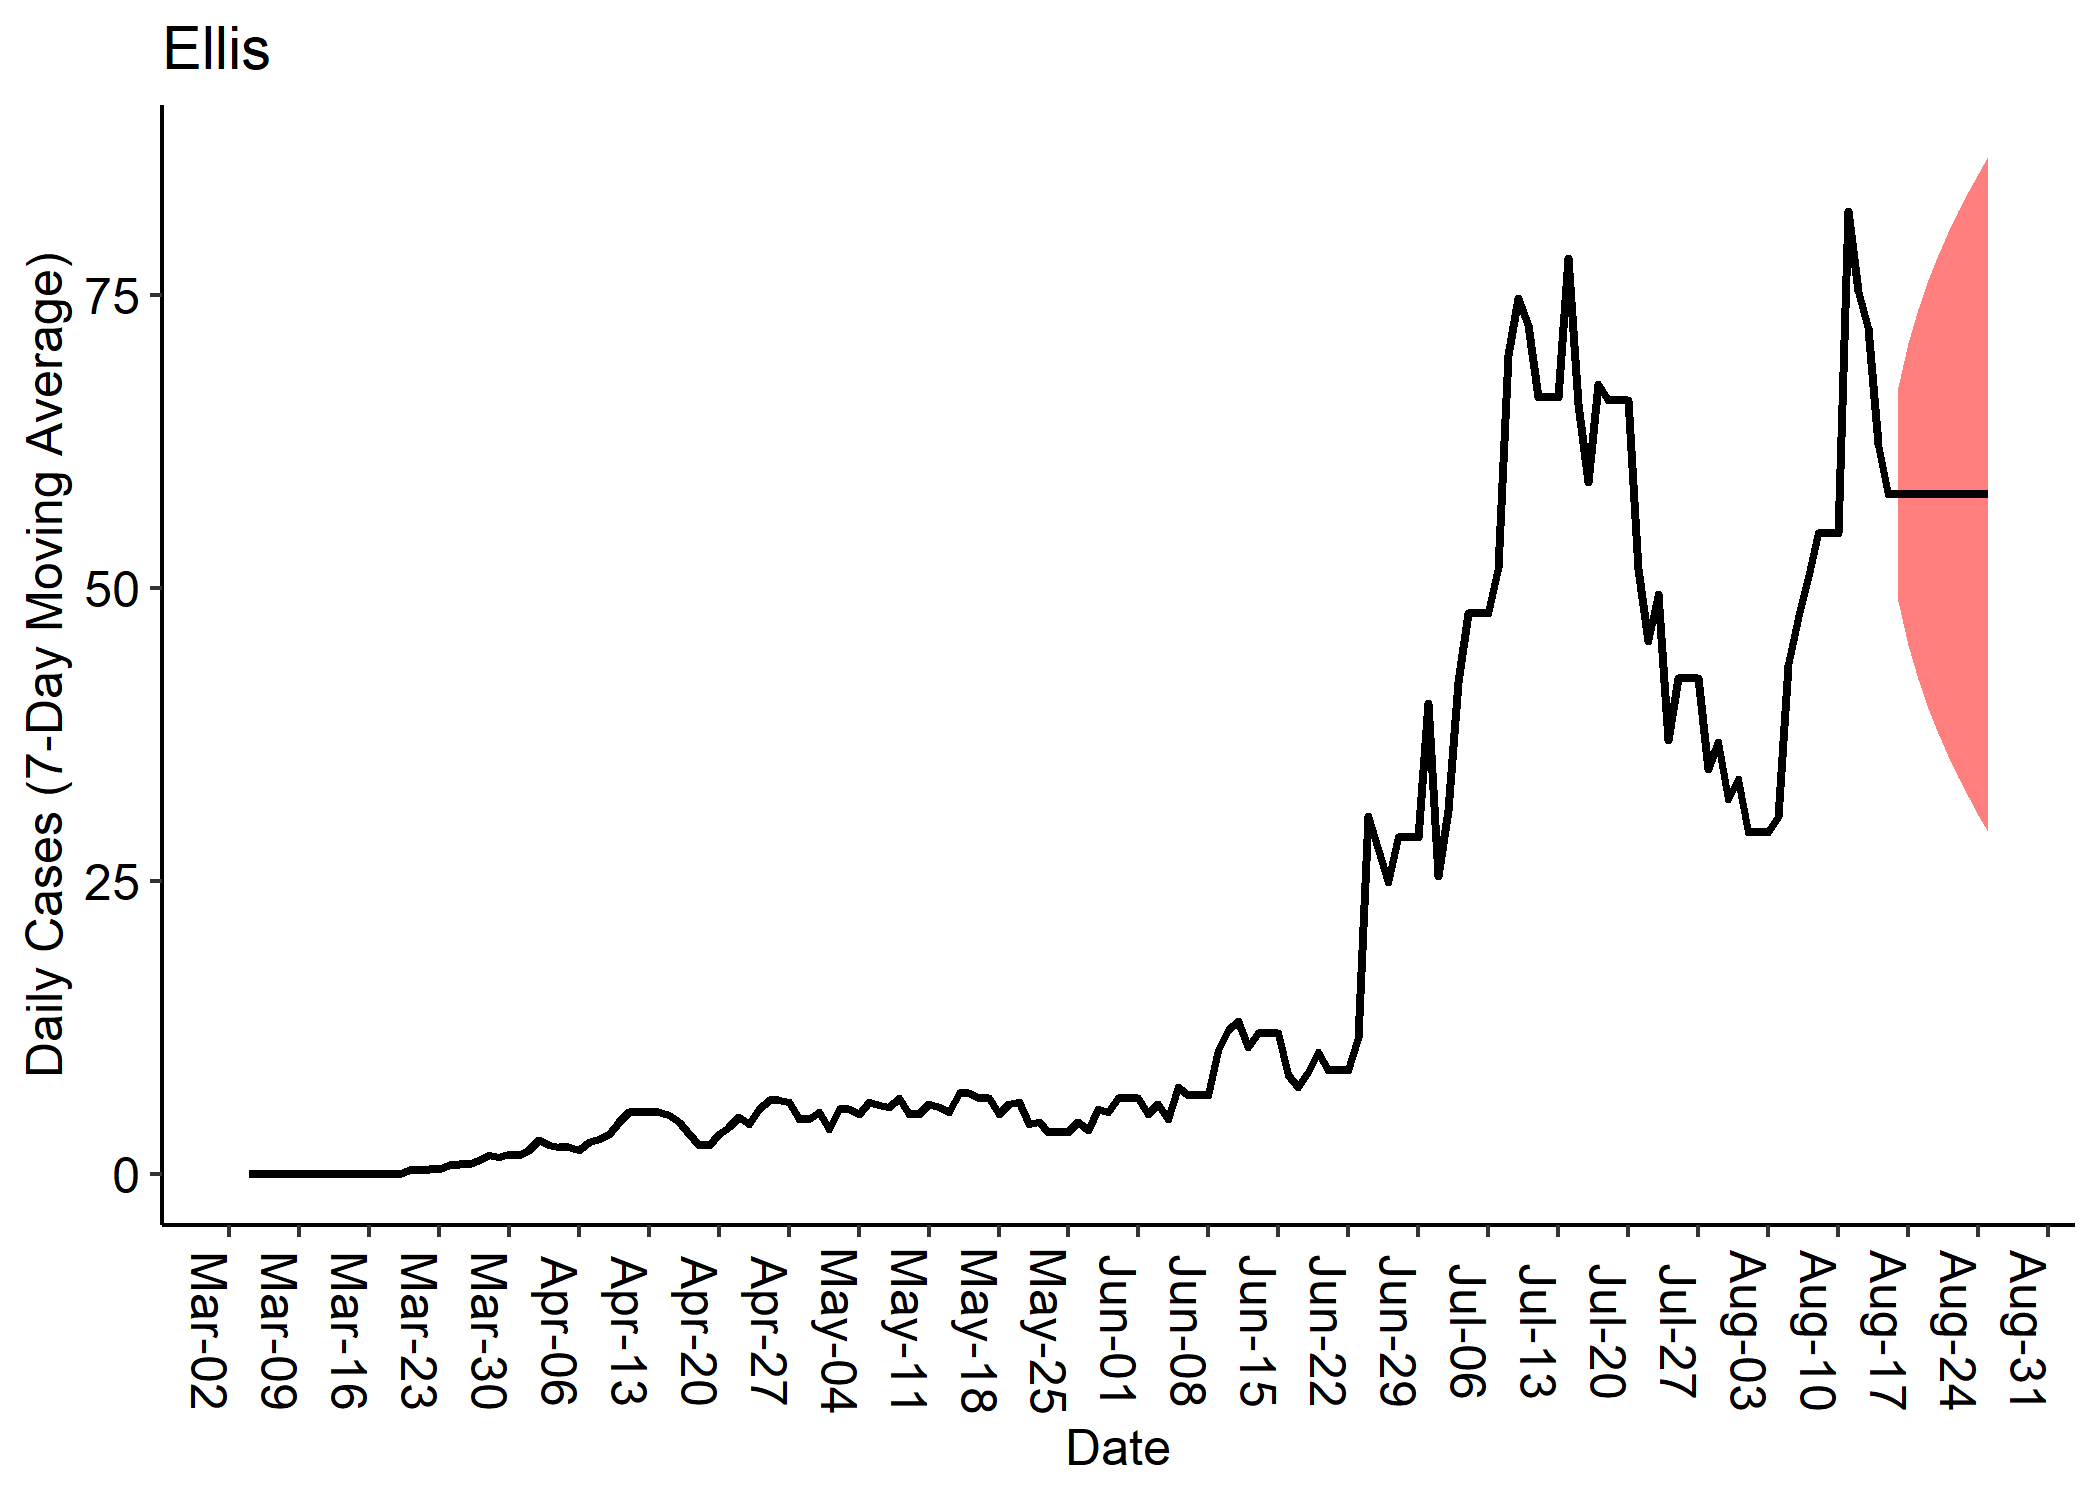 Ellis
Daily Cases (7-Day Moving Average)
75
50
25
0
Mar-02
Mar-09
Mar-16
Mar-23
Mar-30
Apr-06
Apr-13
Apr-20
Apr-27
May-04
May-11
May-18
May-25
Jun-01
Jun-08
Jun-15
Jun-22
Jun-29
Jul-06
Jul-13
Jul-20
Jul-27
Aug-03
Aug-10
Aug-17
Aug-24
Aug-31
Date